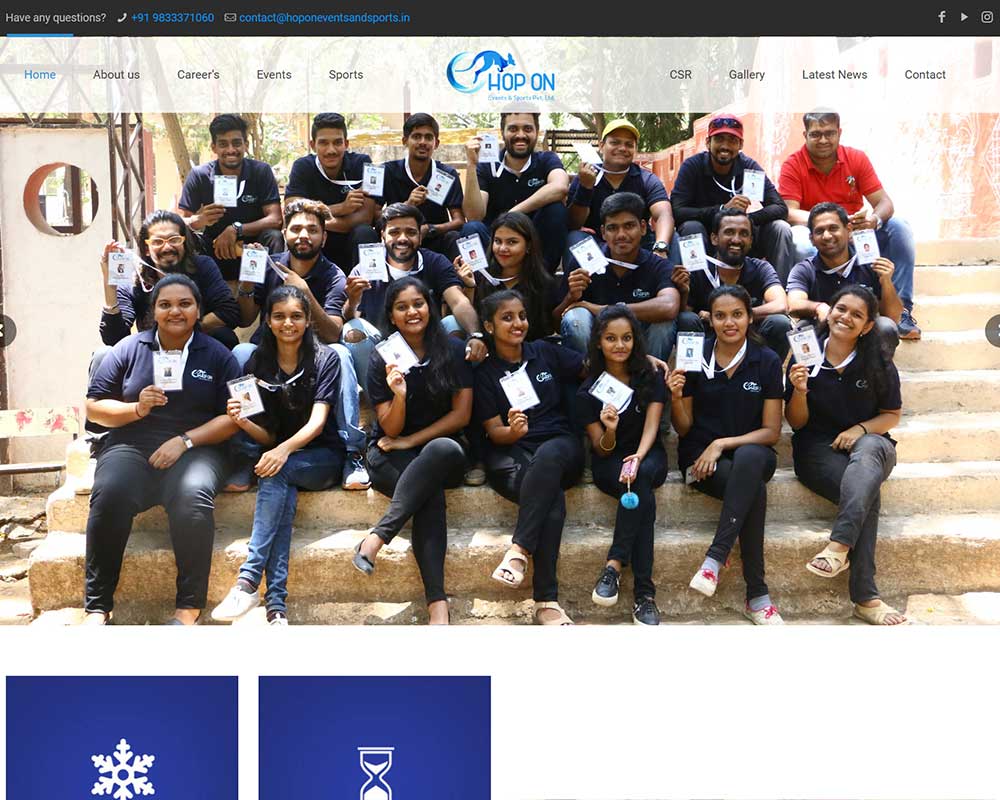 Have any questions? +91 9833371060 contact@hoponeventsandsports.in
Home About us Career's Events Sports
HOP ON
Events & Sports Pvt. Ltd.
CSR Gallery Latest News Contact